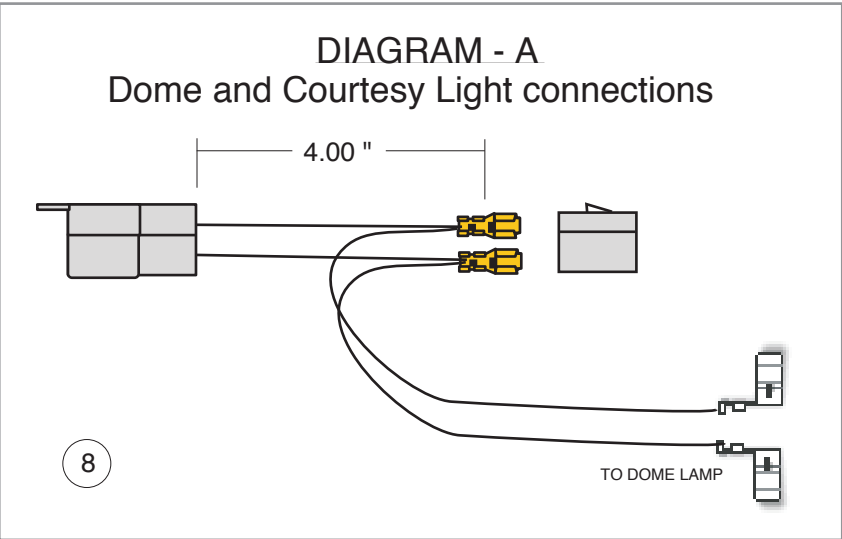 DIAGRAM - A
Dome and Courtesy Light connections
4.00 "
8
TO DOME LAMP